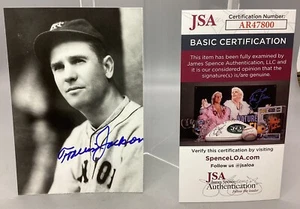 Travis Jackson
JSA
Certification Number:
AR47800
BASIC CERTIFICATION
This item has been fully examined by
James Spence Authentication, LLC and
it is our considered opinion that the
signature(s) is/are genuine.
Verify this certification by visiting
SpenceLOA.com
@jsaloa
JSA
James Spence
Authentication